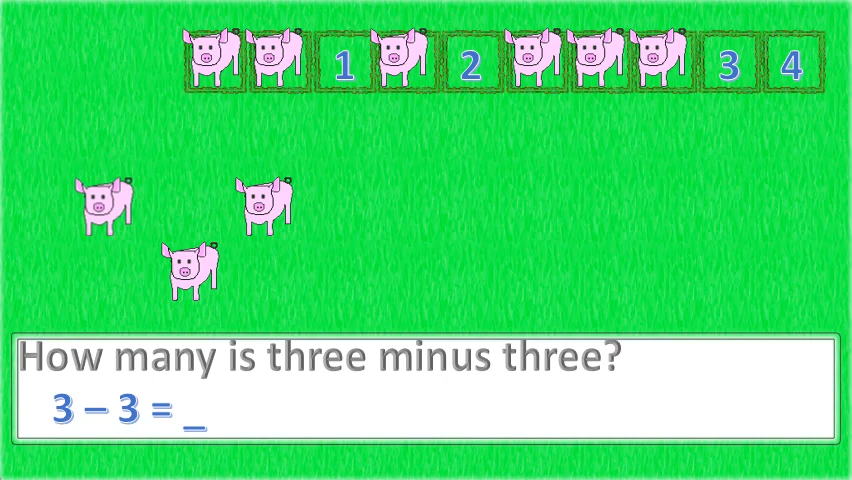 1 2 3 4
How many is three minus three?
3 – 3 = _